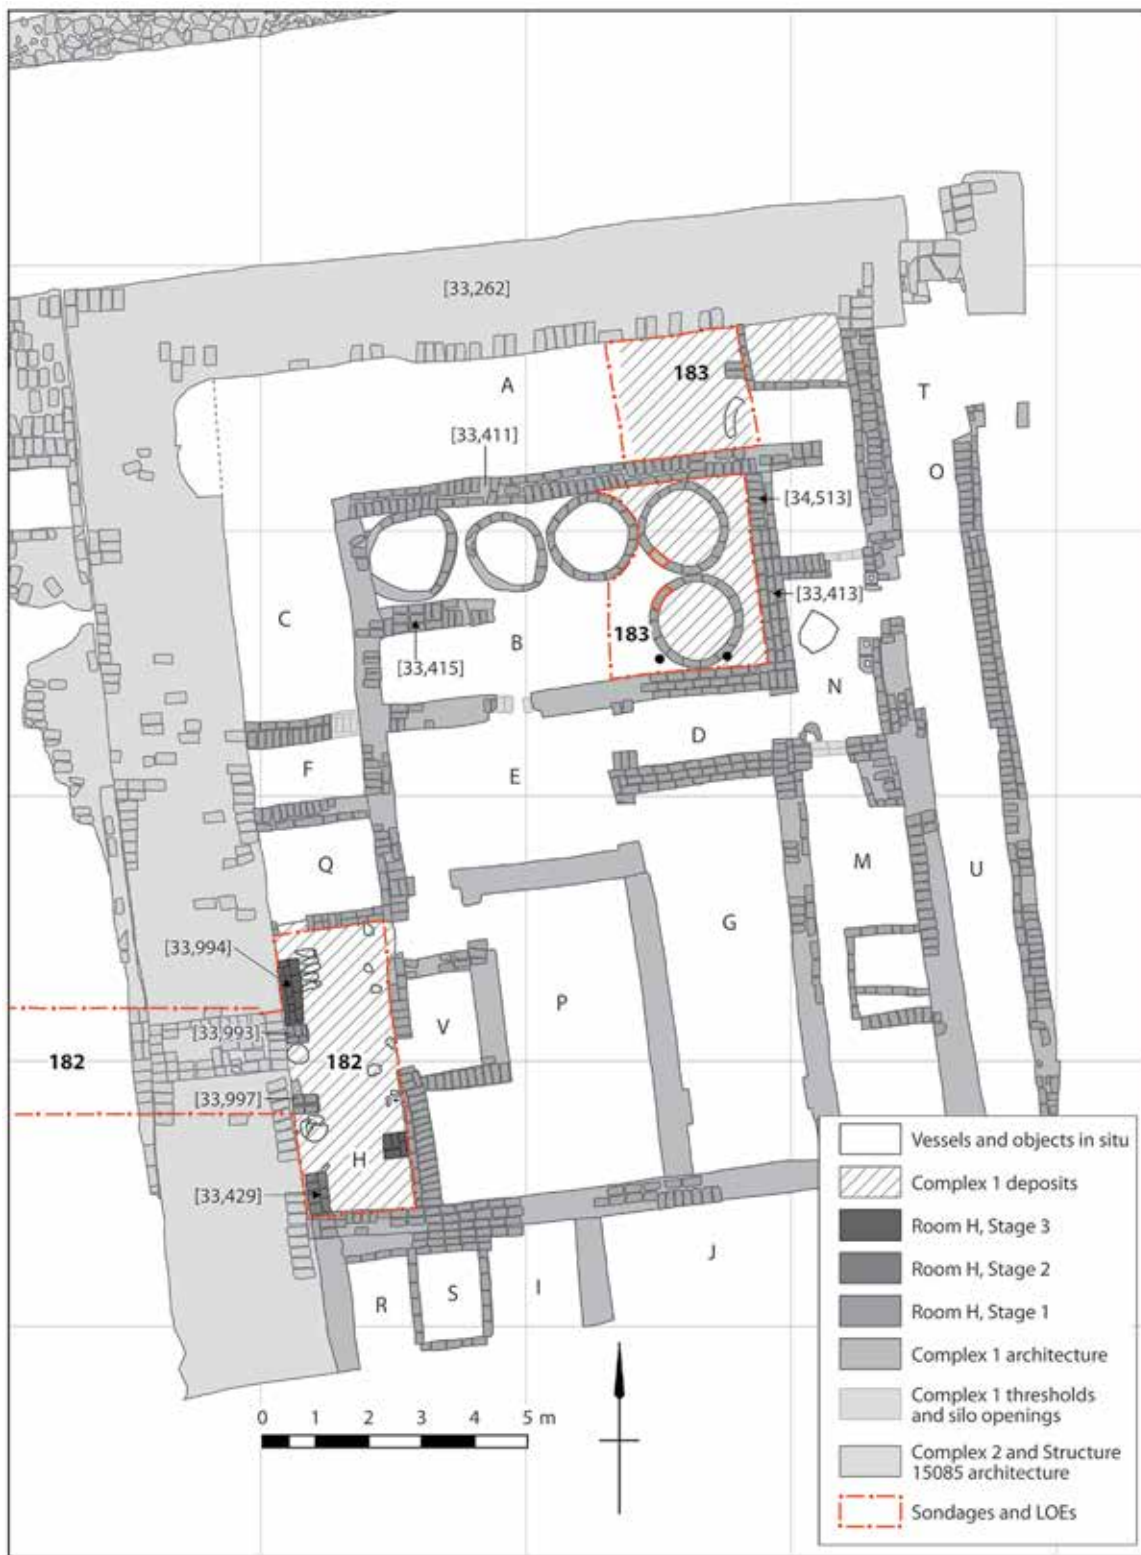 [33,262]
A
183
T
[33,411]
O
[34,513]
[33,413]
C
183
B
[33,415]
N
D
F
E
Q
M
U
G
[33,994]
P
V
[33,993]
182
182
[33,997]
H
[33,429]
J
I
S
R
0 1 2 3 4 5 m
Vessels and objects in situ
Complex 1 deposits
Room H, Stage 3
Room H, Stage 2
Room H, Stage 1
Complex 1 architecture
Complex 1 thresholds
and silo openings
Complex 2 and Structure
15085 architecture
Sondages and LOEs